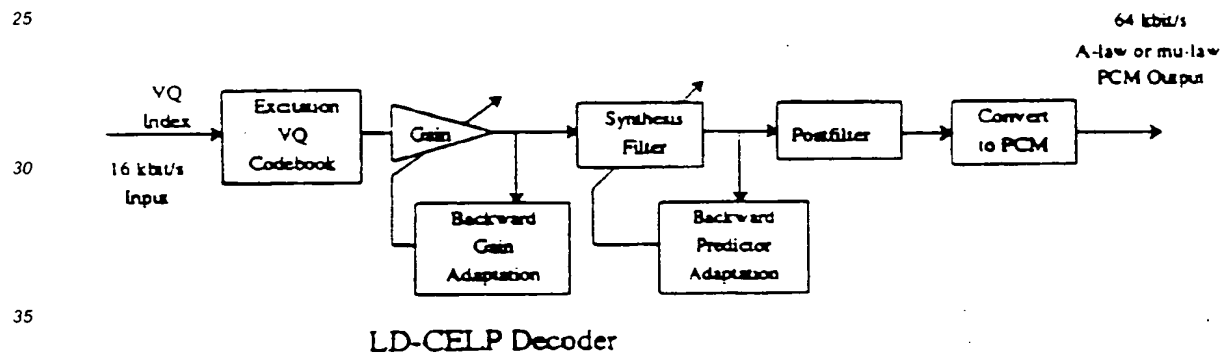 25
64 kbit/s
A-law or mu-law
PCM Output
VQ
Index
Excitation
VQ
Codebook
Gain
Synthesis
Filter
Postfilter
Convert
to PCM
30
16 kbit/s
Input
Backward
Gain
Adaptation
Backward
Predictor
Adaptation
35
LD-CELP Decoder